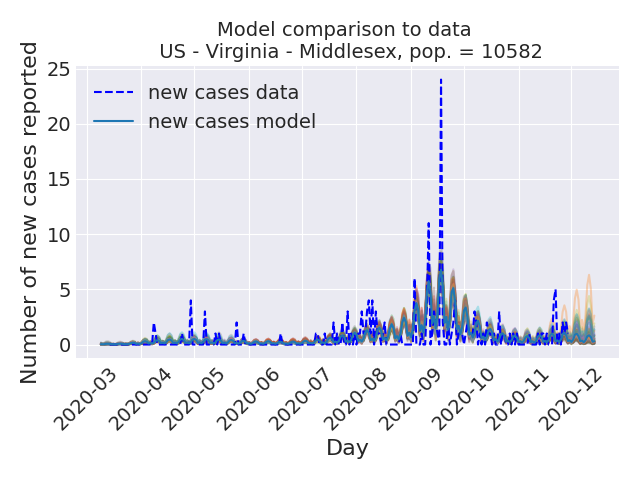 Model comparison to data
US - Virginia - Middlesex, pop. = 10582
Number of new cases reported
25
20
15
10
5
0
new cases data
new cases model
2020-03
2020-04
2020-05
2020-06
2020-07
2020-08
2020-09
2020-10
2020-11
2020-12
Day